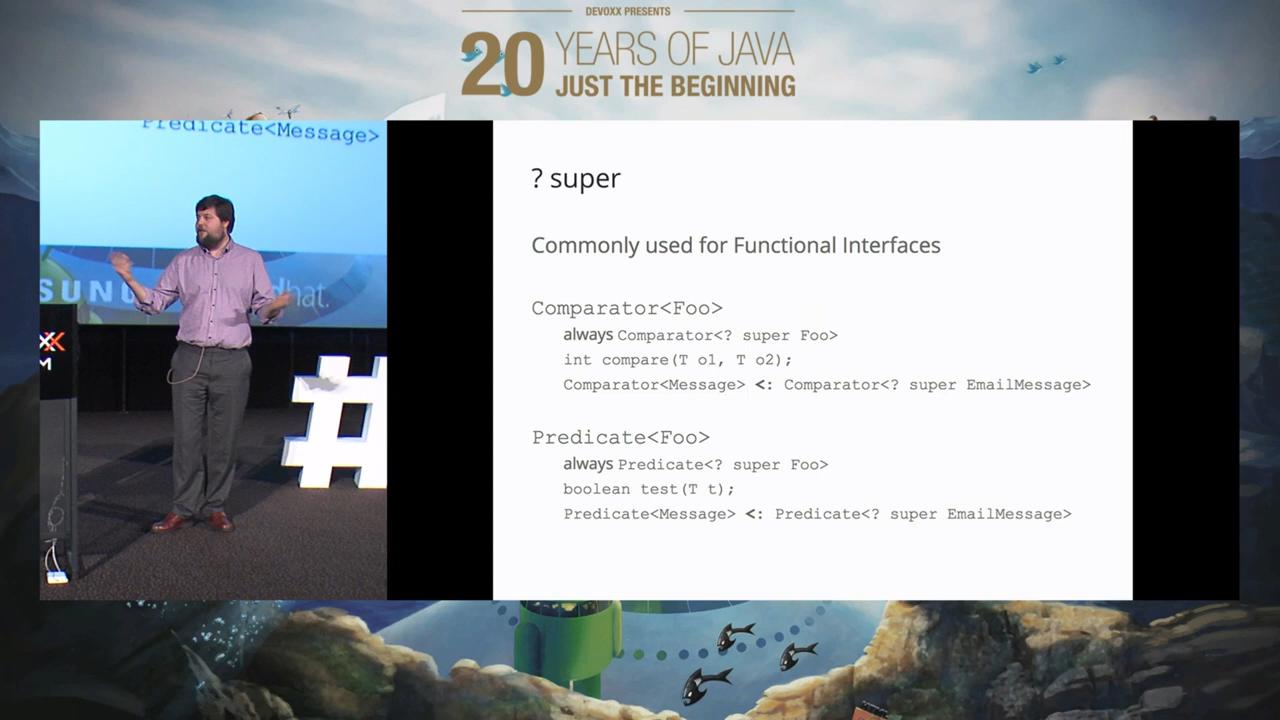 DEVOXX PRESENTS
20 YEARS OF JAVA
JUST THE BEGINNING
Predicate<Message>
hat.
#
? super
Commonly used for Functional Interfaces
Comparator<Foo>
always Comparator<? super Foo>
int compare(T o1, T o2);
Comparator<Message> <: Comparator<? super EmailMessage>
Predicate<Foo>
always Predicate<? super Foo>
boolean test(T t);
Predicate<Message> <: Predicate<? super EmailMessage>